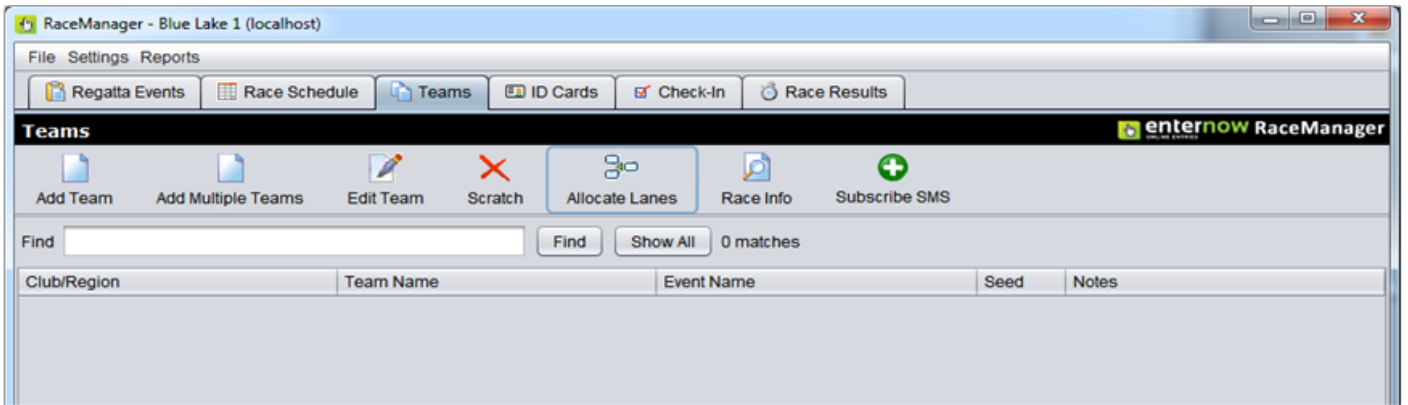 RaceManager - Blue Lake 1 (localhost)
File Settings Reports
Regatta Events Race Schedule Teams ID Cards Check-In Race Results
Teams enternow RaceManager
ONLINE ENTRIES
Add Team Add Multiple Teams Edit Team Scratch Allocate Lanes Race Info Subscribe SMS
Find Find Show All 0 matches
Club/Region Team Name Event Name Seed Notes